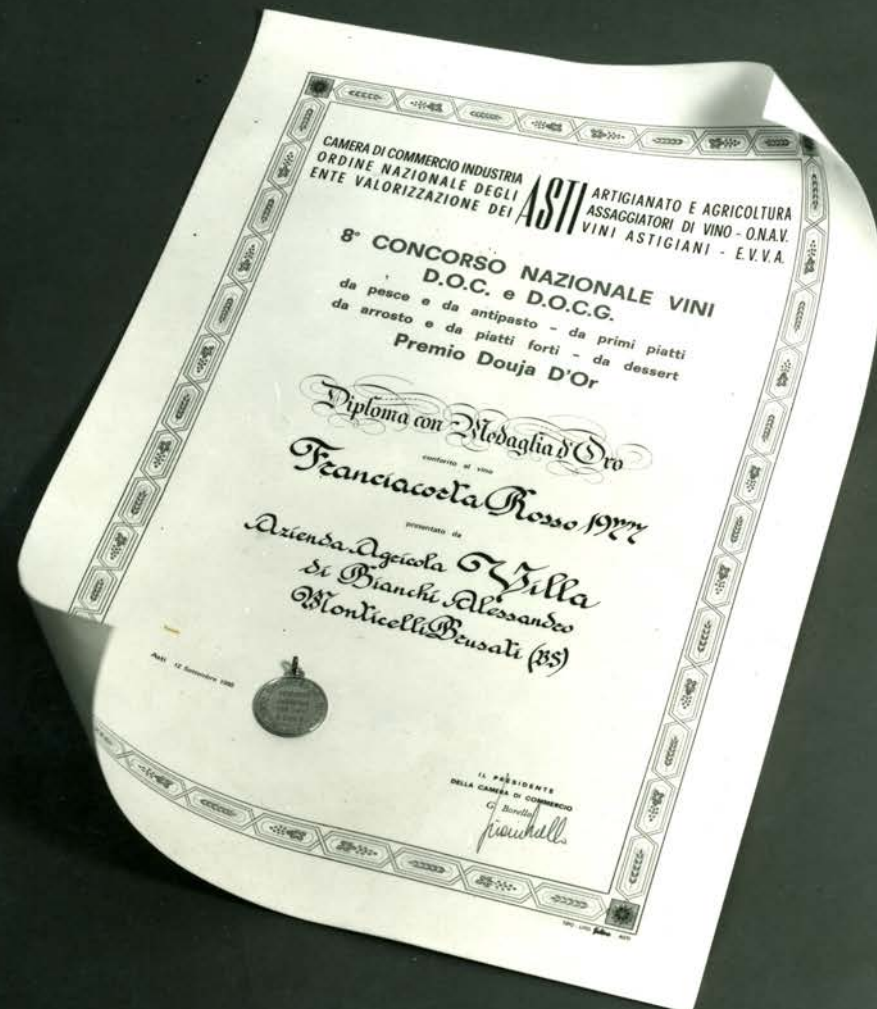 CAMERA DI COMMERCIO INDUSTRIA ASTI ARTIGIANATO E AGRICOLTURA
ORDINE NAZIONALE DEGLI ASSAGGIATORI DI VINO - O.N.A.V.
ENTE VALORIZZAZIONE DEI VINI ASTIGIANI - E.V.V.A.
8° CONCORSO NAZIONALE VINI
D.O.C. e D.O.C.G.
da pesce e da antipasto - da primi piatti
da arrosto e da piatti forti - da dessert
Premio Douja D'Or
Diploma con Medaglia d'Oro
conferito al vino
Franciacorta Rosso 1977
presentato da
Azienda Agricola Villa
di Bianchi Alessandro
Monticelli Brusati (BS)
Asti 12 Settembre 1980
IL PRESIDENTE
DELLA CAMERA DI COMMERCIO
G. Borello